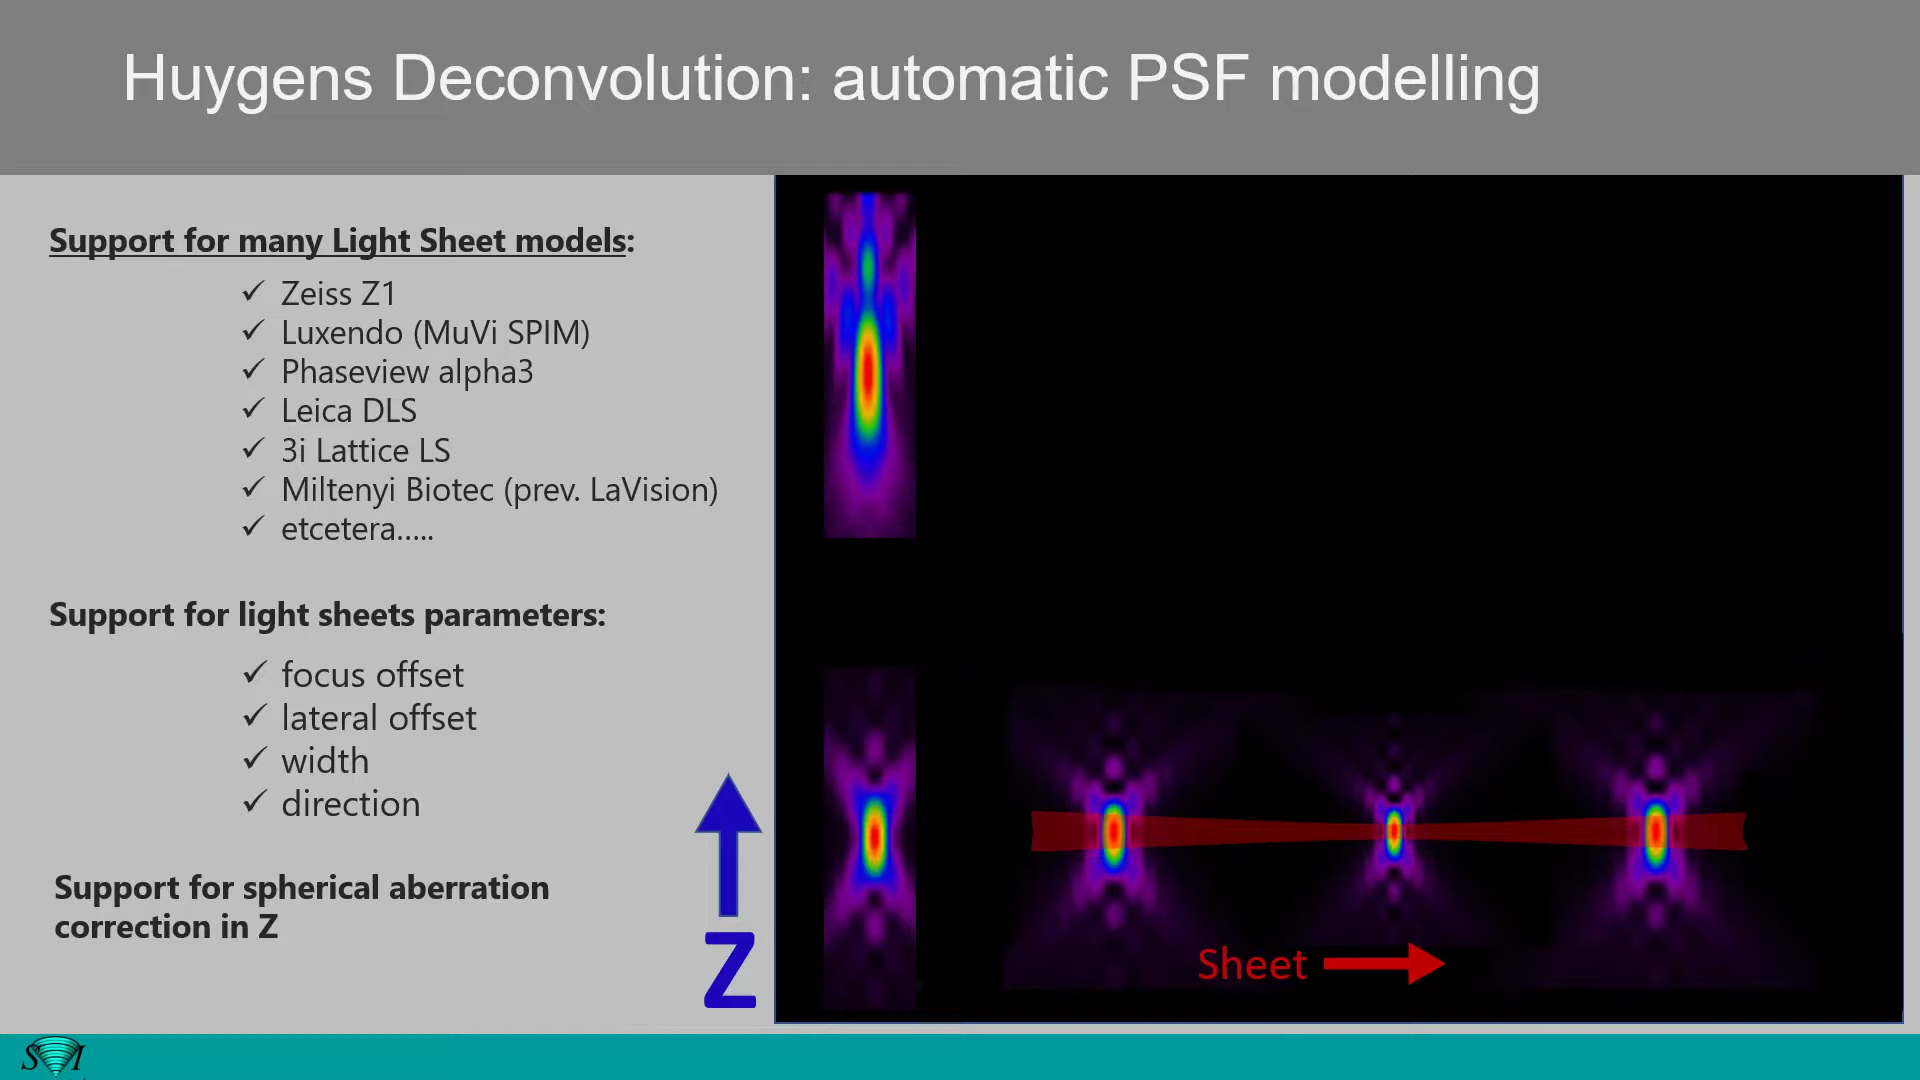 Huygens Deconvolution: automatic PSF modelling
Support for many Light Sheet models:
✓ Zeiss Z1
✓ Luxendo (MuVi SPIM)
✓ Phaseview alpha3
✓ Leica DLS
✓ 3i Lattice LS
✓ Miltenyi Biotec (prev. LaVision)
✓ etcetera.....
Support for light sheets parameters:
✓ focus offset
✓ lateral offset
✓ width
✓ direction
Support for spherical aberration
correction in Z
Z
Sheet
SVI